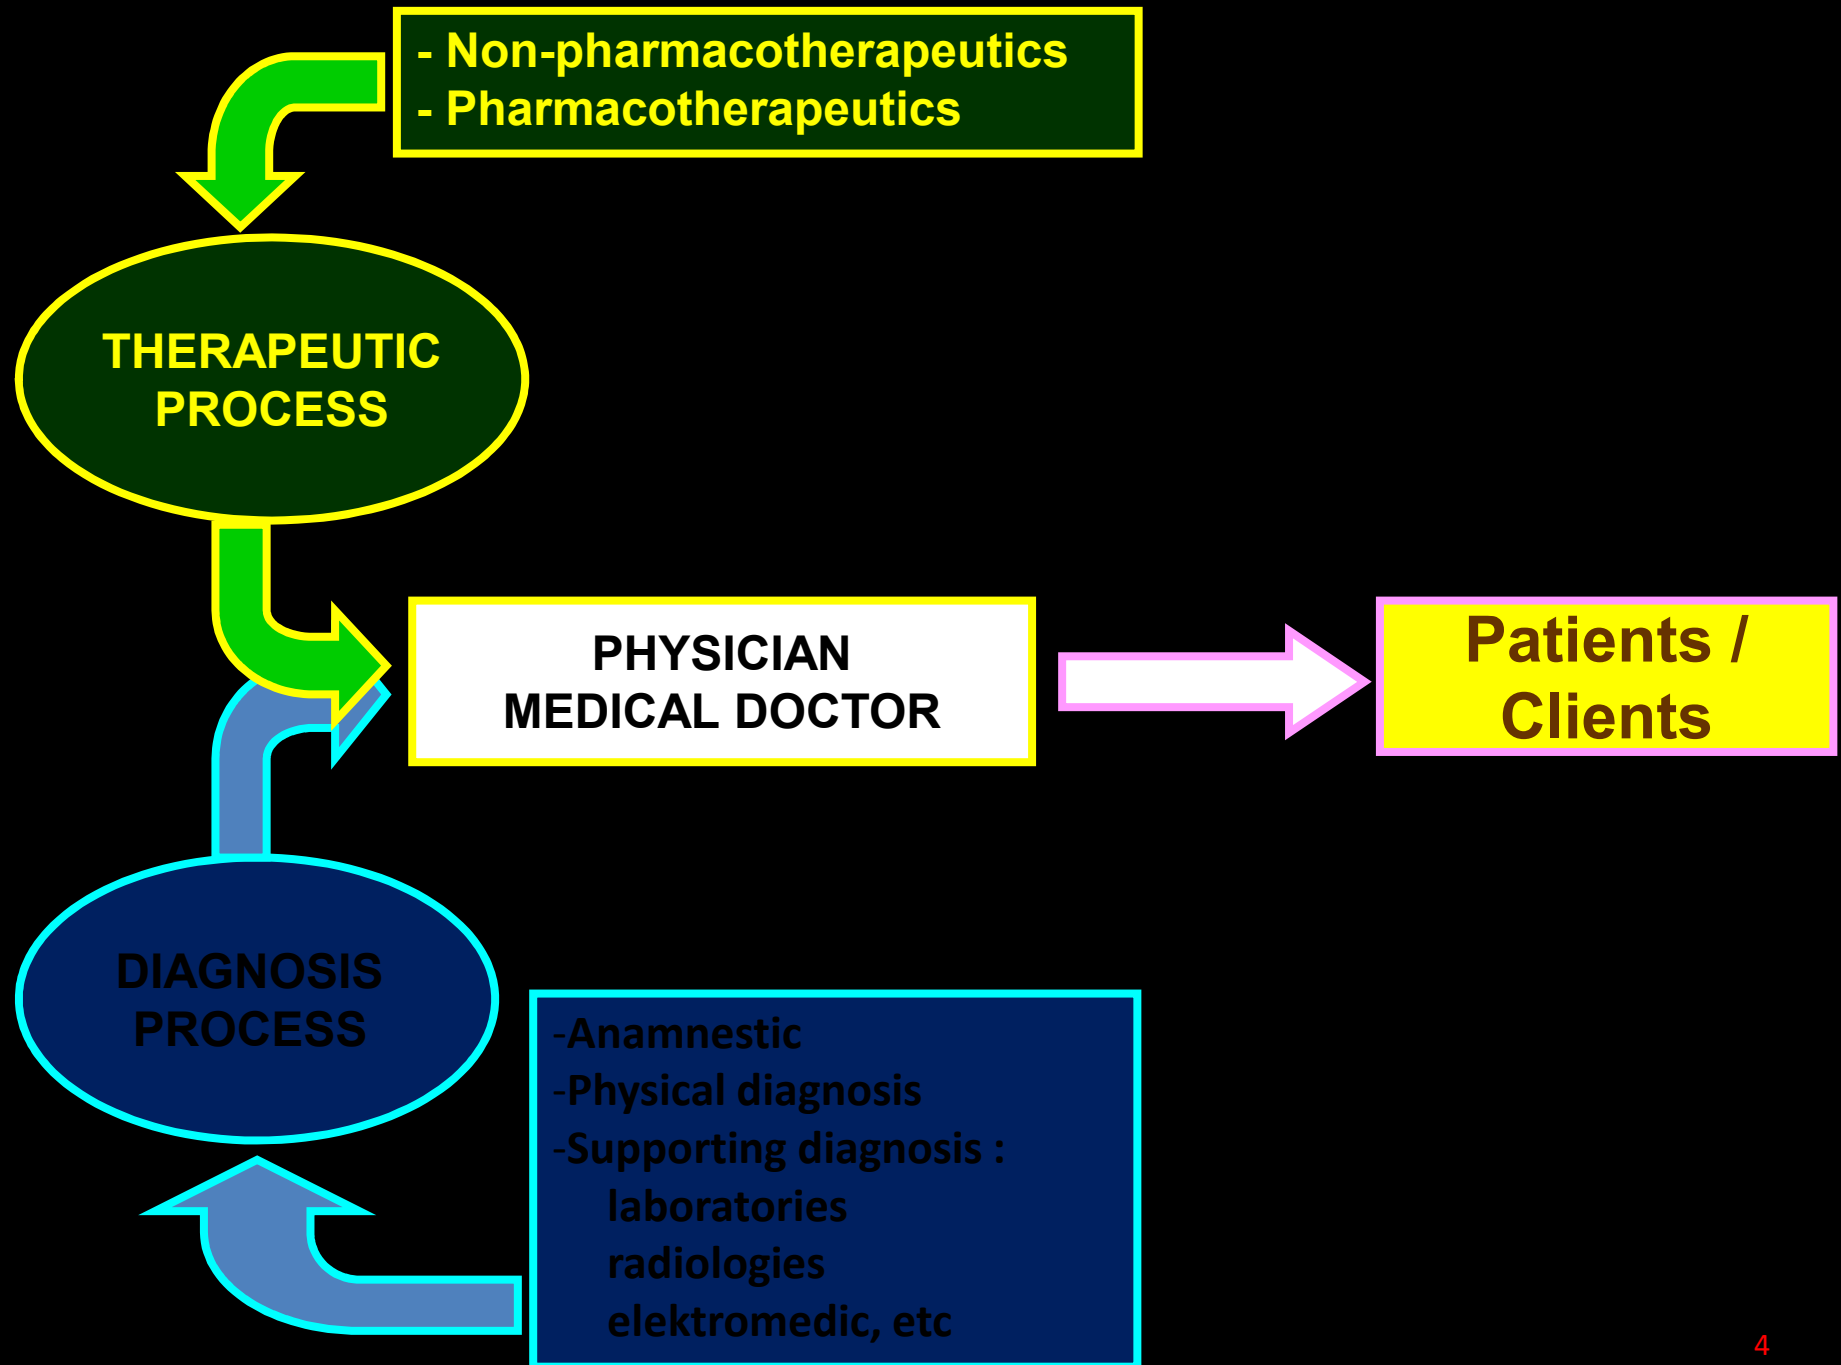 - Non-pharmacotherapeutics
- Pharmacotherapeutics
THERAPEUTIC
PROCESS
PHYSICIAN
MEDICAL DOCTOR
Patients /
Clients
DIAGNOSIS
PROCESS
-Anamnestic
-Physical diagnosis
-Supporting diagnosis :
laboratories
radiologies
elektromedic, etc
4